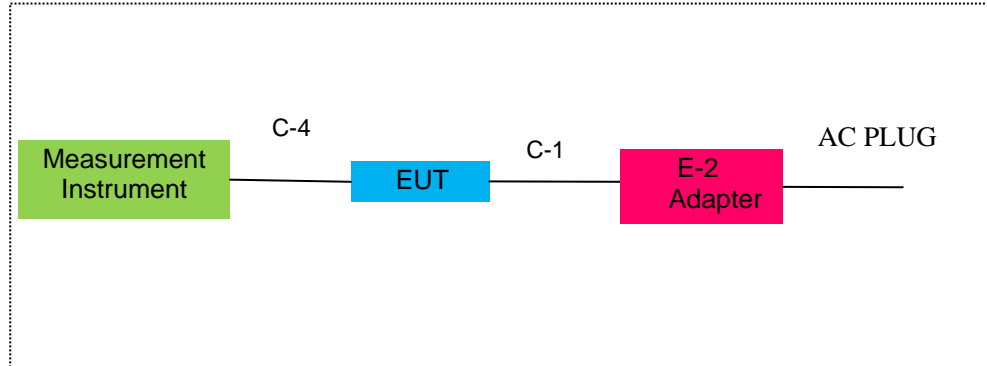 C-4
C-1
AC PLUG
Measurement
Instrument
EUT
E-2
Adapter